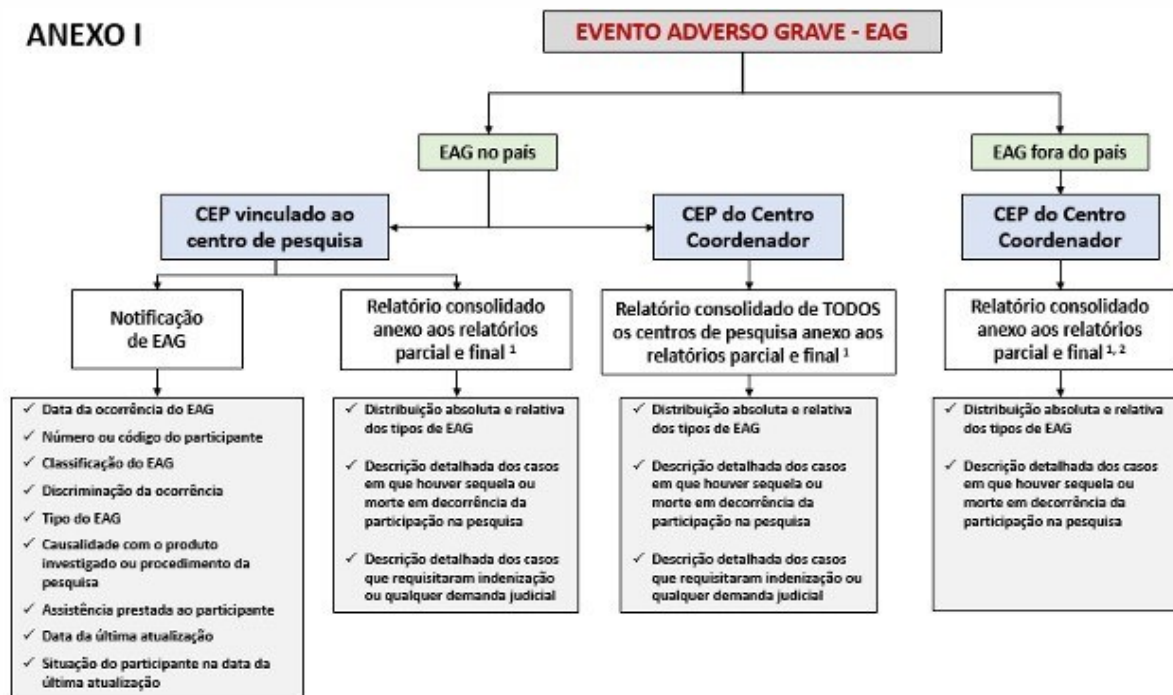 ANEXO I
EVENTO ADVERSO GRAVE - EAG
EAG no país
EAG fora do país
CEP vinculado ao
centro de pesquisa
CEP do Centro
Coordenador
CEP do Centro
Coordenador
Notificação
de EAG
Relatório consolidado
anexo aos relatórios
parcial e final ¹
Relatório consolidado de TODOS
os centros de pesquisa anexo aos
relatórios parcial e final ¹
Relatório consolidado
anexo aos relatórios
parcial e final ¹, ²
✓ Data da ocorrência do EAG
✓ Número ou código do participante
✓ Classificação do EAG
✓ Discriminação da ocorrência
✓ Tipo do EAG
✓ Causalidade com o produto
investigado ou procedimento da
pesquisa
✓ Assistência prestada ao participante
✓ Data da última atualização
✓ Situação do participante na data da
última atualização
✓ Distribuição absoluta e relativa
dos tipos de EAG
✓ Descrição detalhada dos casos
em que houver sequela ou
morte em decorrência da
participação na pesquisa
✓ Descrição detalhada dos casos
que requisitaram indenização
ou qualquer demanda judicial
✓ Distribuição absoluta e relativa
dos tipos de EAG
✓ Descrição detalhada dos casos
em que houver sequela ou
morte em decorrência da
participação na pesquisa
✓ Descrição detalhada dos casos
que requisitaram indenização ou
qualquer demanda judicial
✓ Distribuição absoluta e relativa
dos tipos de EAG
✓ Descrição detalhada dos casos
em que houver sequela ou
morte em decorrência da
participação na pesquisa